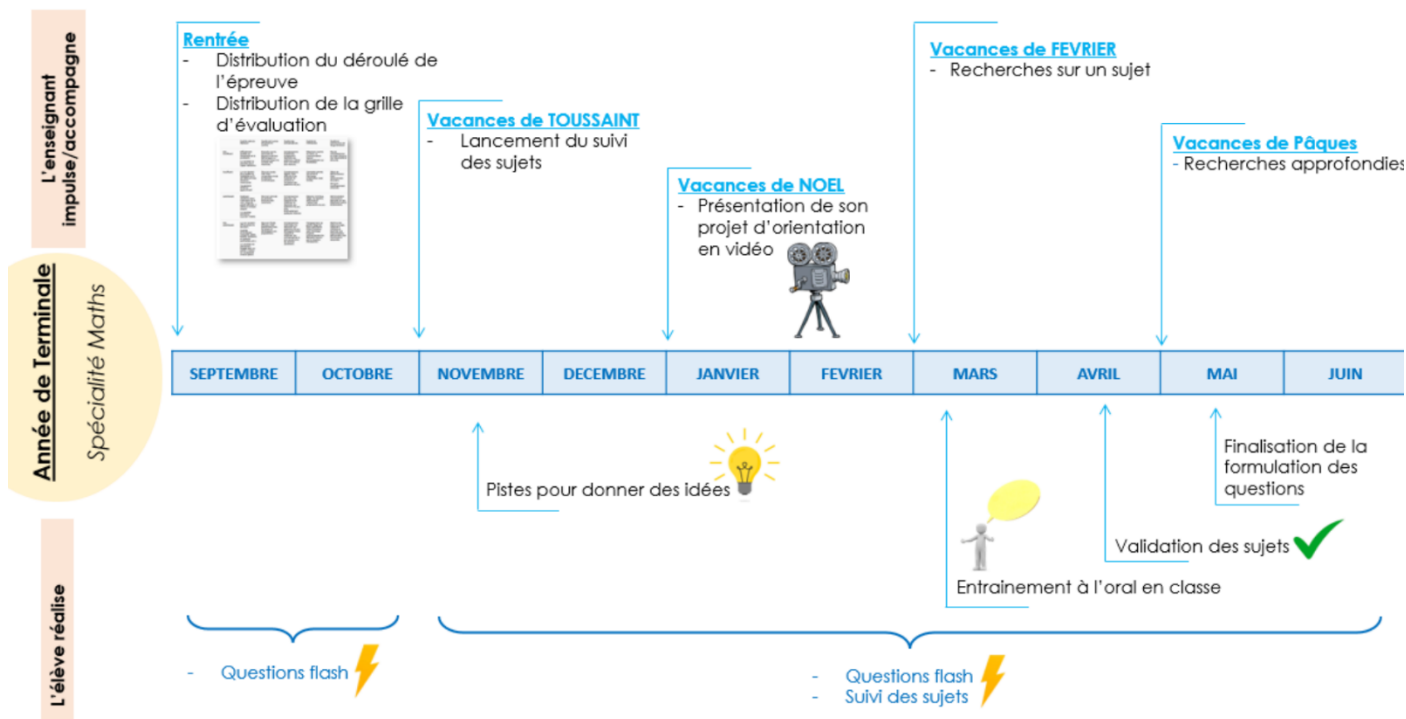 L'enseignant
impulse/accompagne
Rentrée
- Distribution du déroulé de
l'épreuve
- Distribution de la grille
d'évaluation
Vacances de TOUSSAINT
- Lancement du suivi
des sujets
Vacances de NOEL
- Présentation de son
projet d'orientation
en vidéo
Vacances de FEVRIER
- Recherches sur un sujet
Vacances de Pâques
- Recherches approfondies
Année de Terminale
Spécialité Maths
SEPTEMBRE
OCTOBRE
NOVEMBRE
DECEMBRE
JANVIER
FEVRIER
MARS
AVRIL
MAI
JUIN
Pistes pour donner des idées
Entrainement à l'oral en classe
Validation des sujets
Finalisation de la
formulation des
questions
L'élève réalise
- Questions flash
- Questions flash
- Suivi des sujets